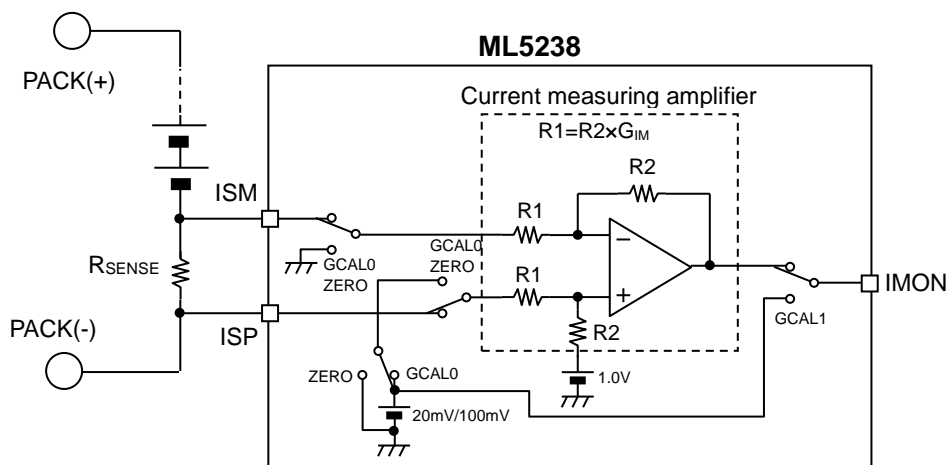 ML5238
PACK(+)
Current measuring amplifier
R1=R2×GIM
R2
ISM
R1
GCAL0
ZERO
GCAL0
ZERO
RSENSE
R1
IMON
GCAL1
PACK(-)
ISP
R2
ZERO
GCAL0
1.0V
20mV/100mV